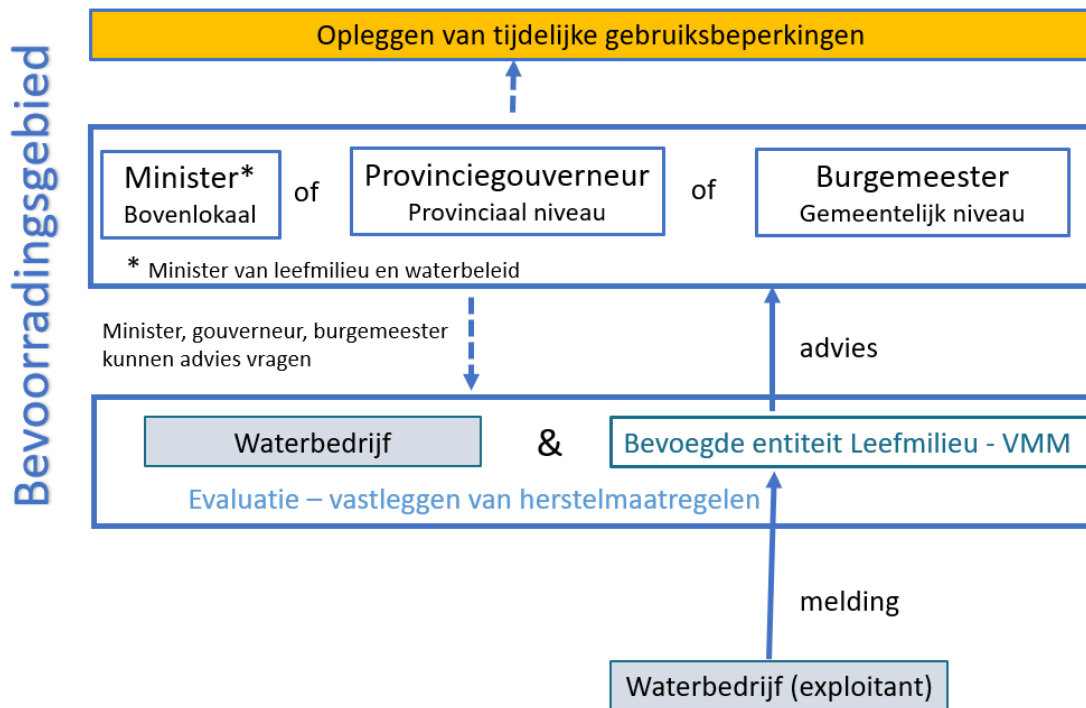 Bevoorradingsgebied
Opleggen van tijdelijke gebruiksbeperkingen
Minister*
Bovenlokaal
of
Provinciegouverneur
Provinciaal niveau
of
Burgemeester
Gemeentelijk niveau
* Minister van leefmilieu en waterbeleid
Minister, gouverneur, burgemeester
kunnen advies vragen
advies
Waterbedrijf
&
Bevoegde entiteit Leefmilieu - VMM
Evaluatie – vastleggen van herstelmaatregelen
melding
Waterbedrijf (exploitant)